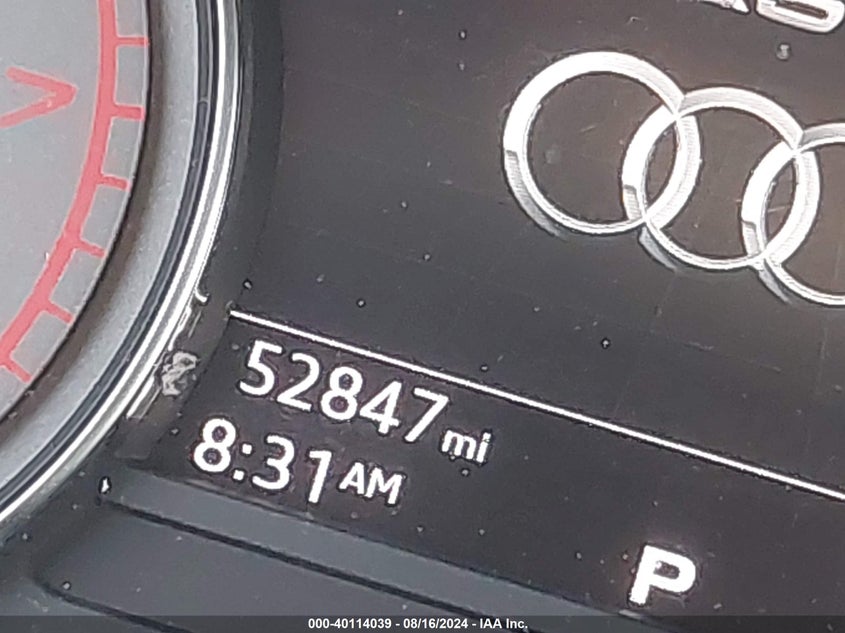 52847 mi
8:31 AM
P
000-40114039 - 08/16/2024 - IAA Inc.